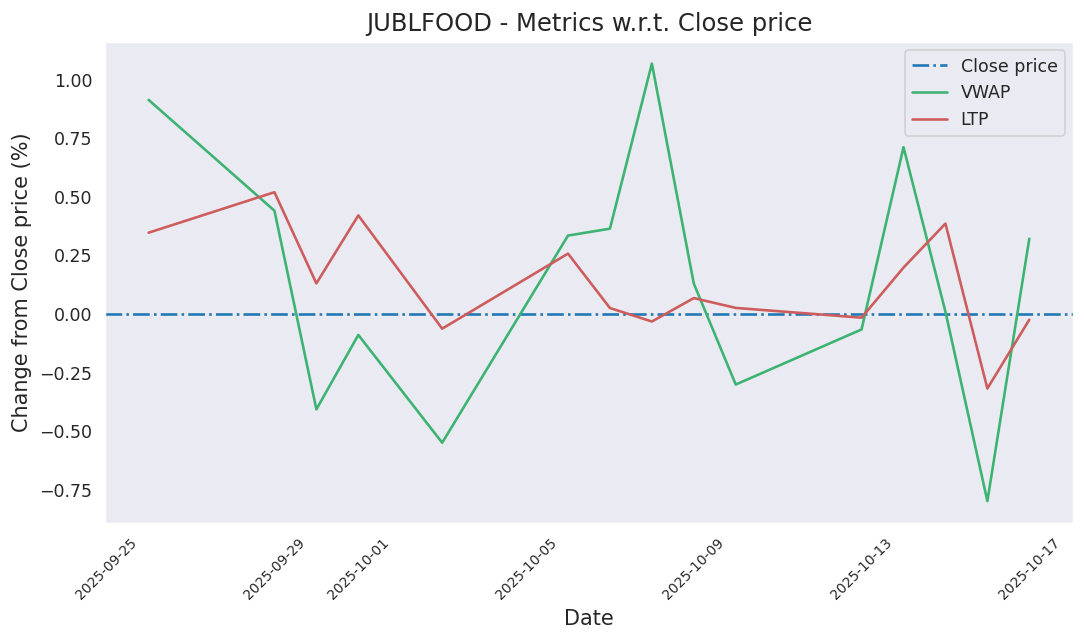 JUBLFOOD - Metrics w.r.t. Close price
Close price
VWAP
LTP
Change from Close price (%)
1.00
0.75
0.50
0.25
0.00
−0.25
−0.50
−0.75
2025-09-25
2025-09-29
2025-10-01
2025-10-05
2025-10-09
2025-10-13
2025-10-17
Date